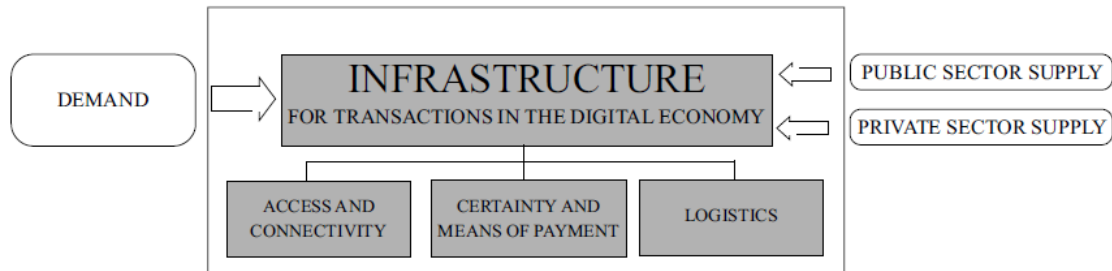 DEMAND
INFRASTRUCTURE
FOR TRANSACTIONS IN THE DIGITAL ECONOMY
PUBLIC SECTOR SUPPLY
PRIVATE SECTOR SUPPLY
ACCESS AND
CONNECTIVITY
CERTAINTY AND
MEANS OF PAYMENT
LOGISTICS